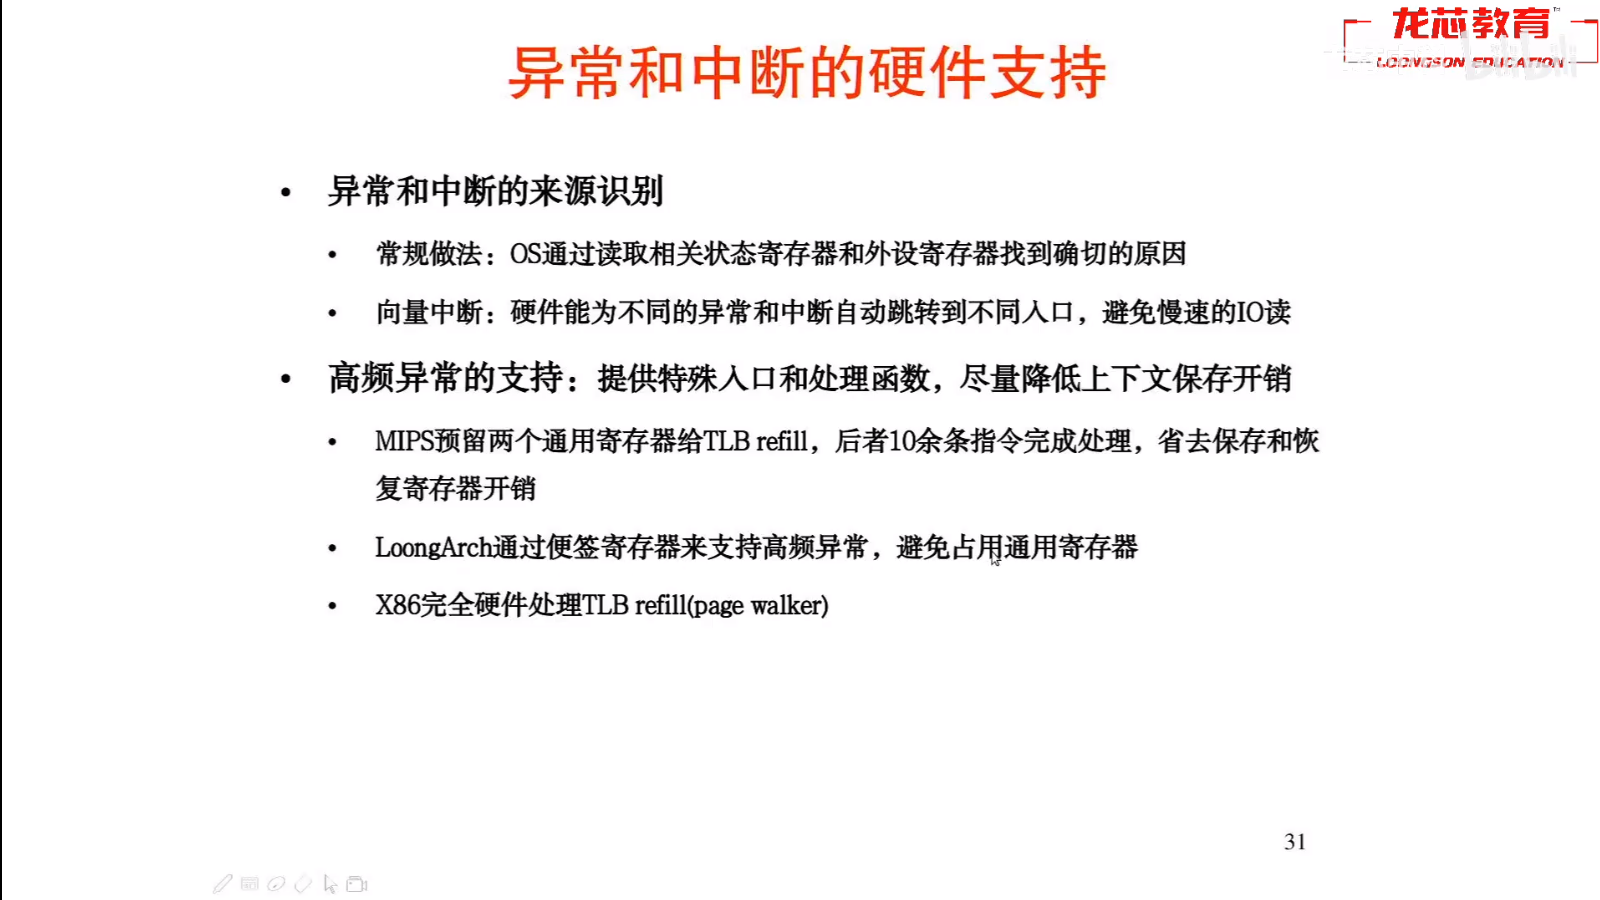 龙芯教育
LOONGSON EDUCATION
异常和中断的硬件支持
• 异常和中断的来源识别
• 常规做法：OS通过读取相关状态寄存器和外设寄存器找到确切的原因
• 向量中断：硬件能为不同的异常和中断自动跳转到不同入口，避免慢速的IO读
• 高频异常的支持：提供特殊入口和处理函数，尽量降低上下文保存开销
• MIPS预留两个通用寄存器给TLB refill，后者10余条指令完成处理，省去保存和恢
复寄存器开销
• LoongArch通过便签寄存器来支持高频异常，避免占用通用寄存器
• X86完全硬件处理TLB refill(page walker)
31